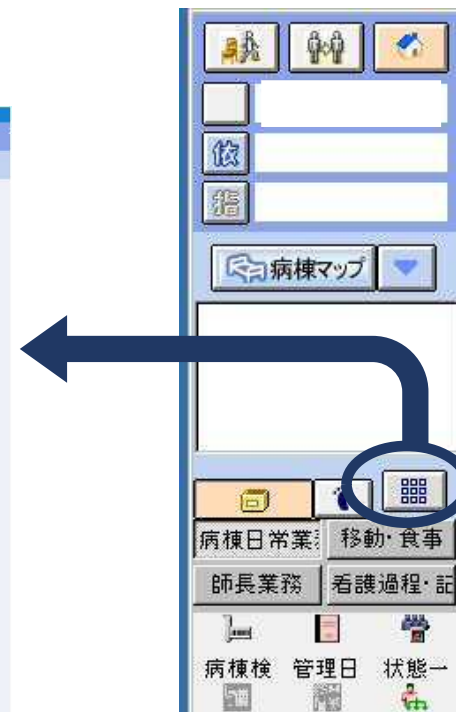 依
指
病棟マップ
病棟日常業
移動・食事
師長業務
看護過程・記
病棟検
管理日
状態一